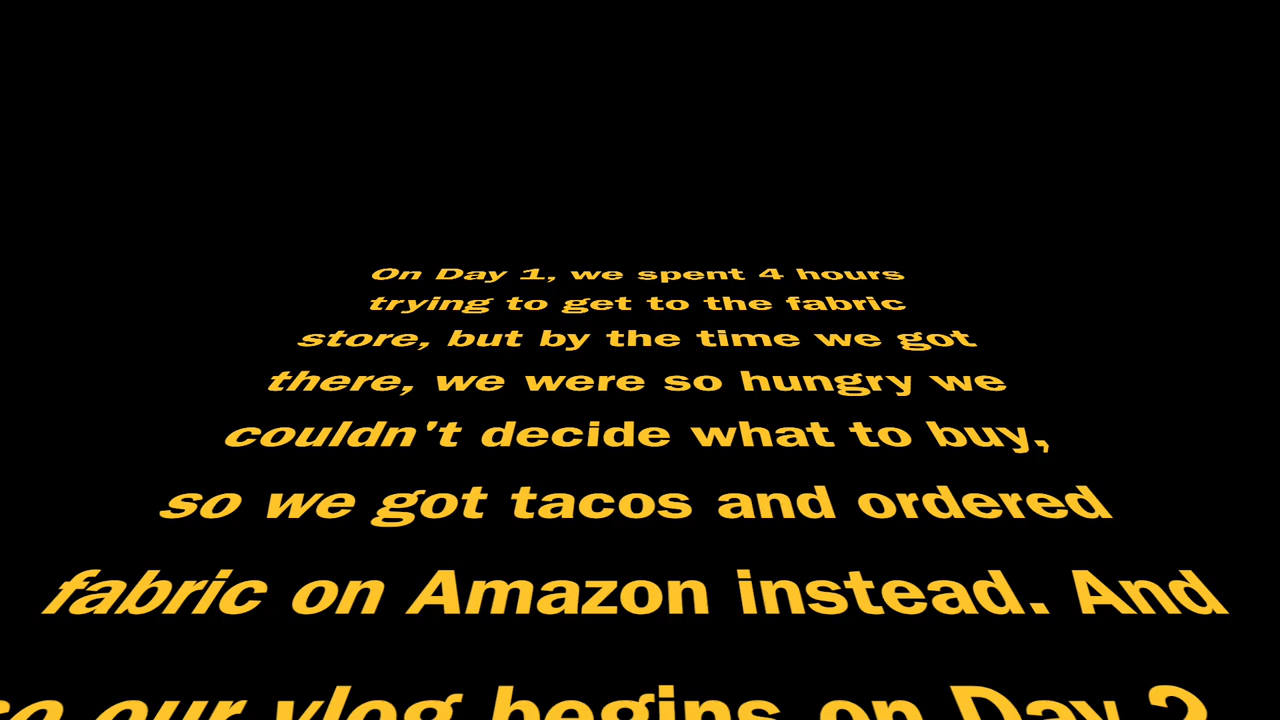 On Day 1, we spent 4 hours
trying to get to the fabric
store, but by the time we got
there, we were so hungry we
couldn't decide what to buy,
so we got tacos and ordered
fabric on Amazon instead. And
so our vlog begins on Day 2